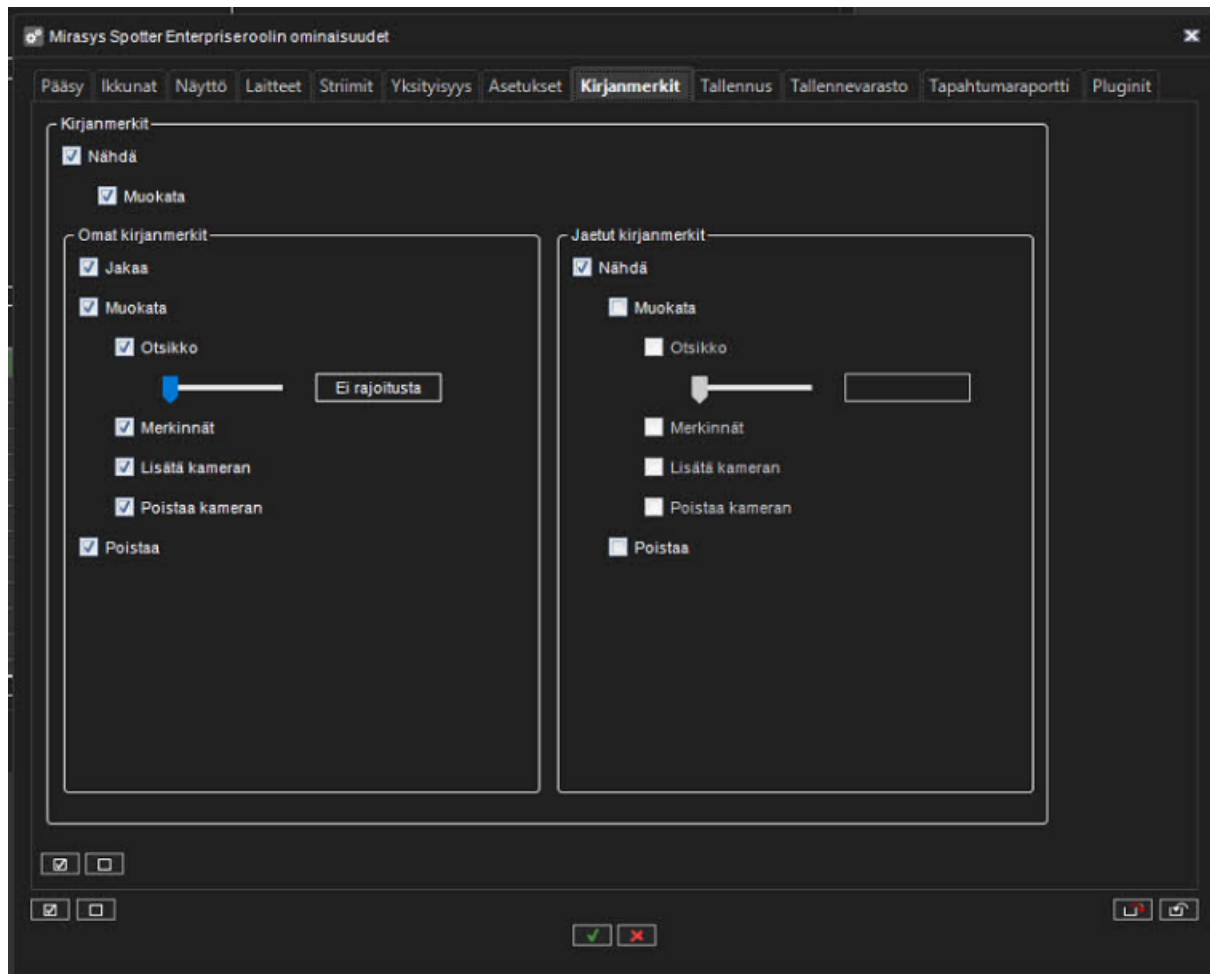 Mirasys Spotter Enterpriseroolin ominaisuudet
Pääsy Ikkunat Näyttö Laitteet Striimit Yksityisyys Asetukset Kirjanmerkit Tallennus Tallennevarasto Tapahtumaraportti Pluginit
Kirjanmerkit
Nähdä
Muokata
Omat kirjanmerkit
Jakaa
Muokata
Otsikko
Ei rajoitusta
Merkinnät
Lisätä kameran
Poistaa kameran
Poistaa
Jaetut kirjanmerkit
Nähdä
Muokata
Otsikko
Merkinnät
Lisätä kameran
Poistaa kameran
Poistaa